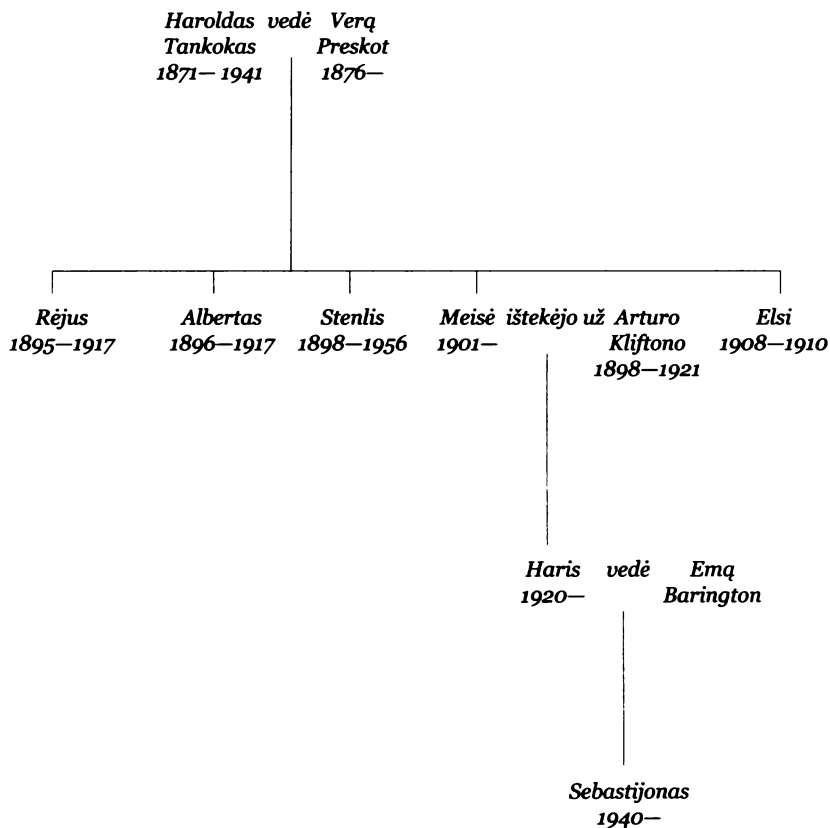 Haroldas vedė Verą
Tankokas Preskot
1871— 1941 1876—
Rėjus Albertas Stenlis Meisė ištekėjo už Arturo Elsi
1895—1917 1896—1917 1898—1956 1901— Kliftono 1908—1910
1898—1921
Haris vedė Emą
1920— Barington
Sebastijonas
1940—